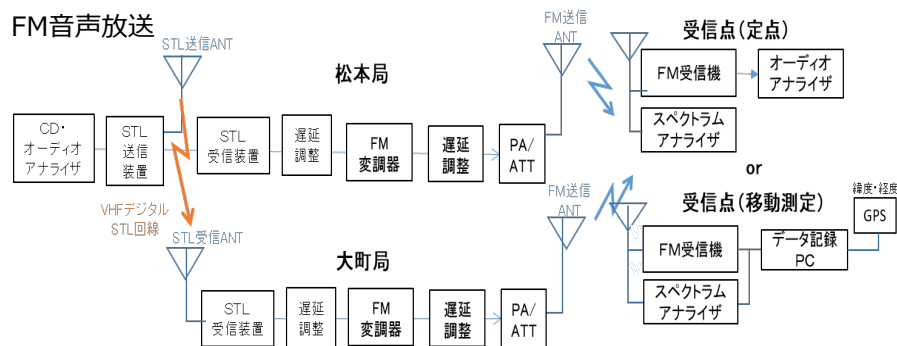 FM音声放送
STL送信ANT
松本局
FM送信
ANT
受信点(定点)
CD・
オーディオ
アナライザ
STL
送信
装置
STL
受信装置
遅延
調整
FM
変調器
遅延
調整
PA/
ATT
FM受信機
オーディオ
アナライザ
スペクトラム
アナライザ
or
VHFデジタル
STL回線
STL受信ANT
大町局
FM送信
ANT
受信点(移動測定)
緯度・経度
GPS
FM受信機
データ記録
PC
スペクトラム
アナライザ
STL
受信装置
遅延
調整
FM
変調器
遅延
調整
PA/
ATT